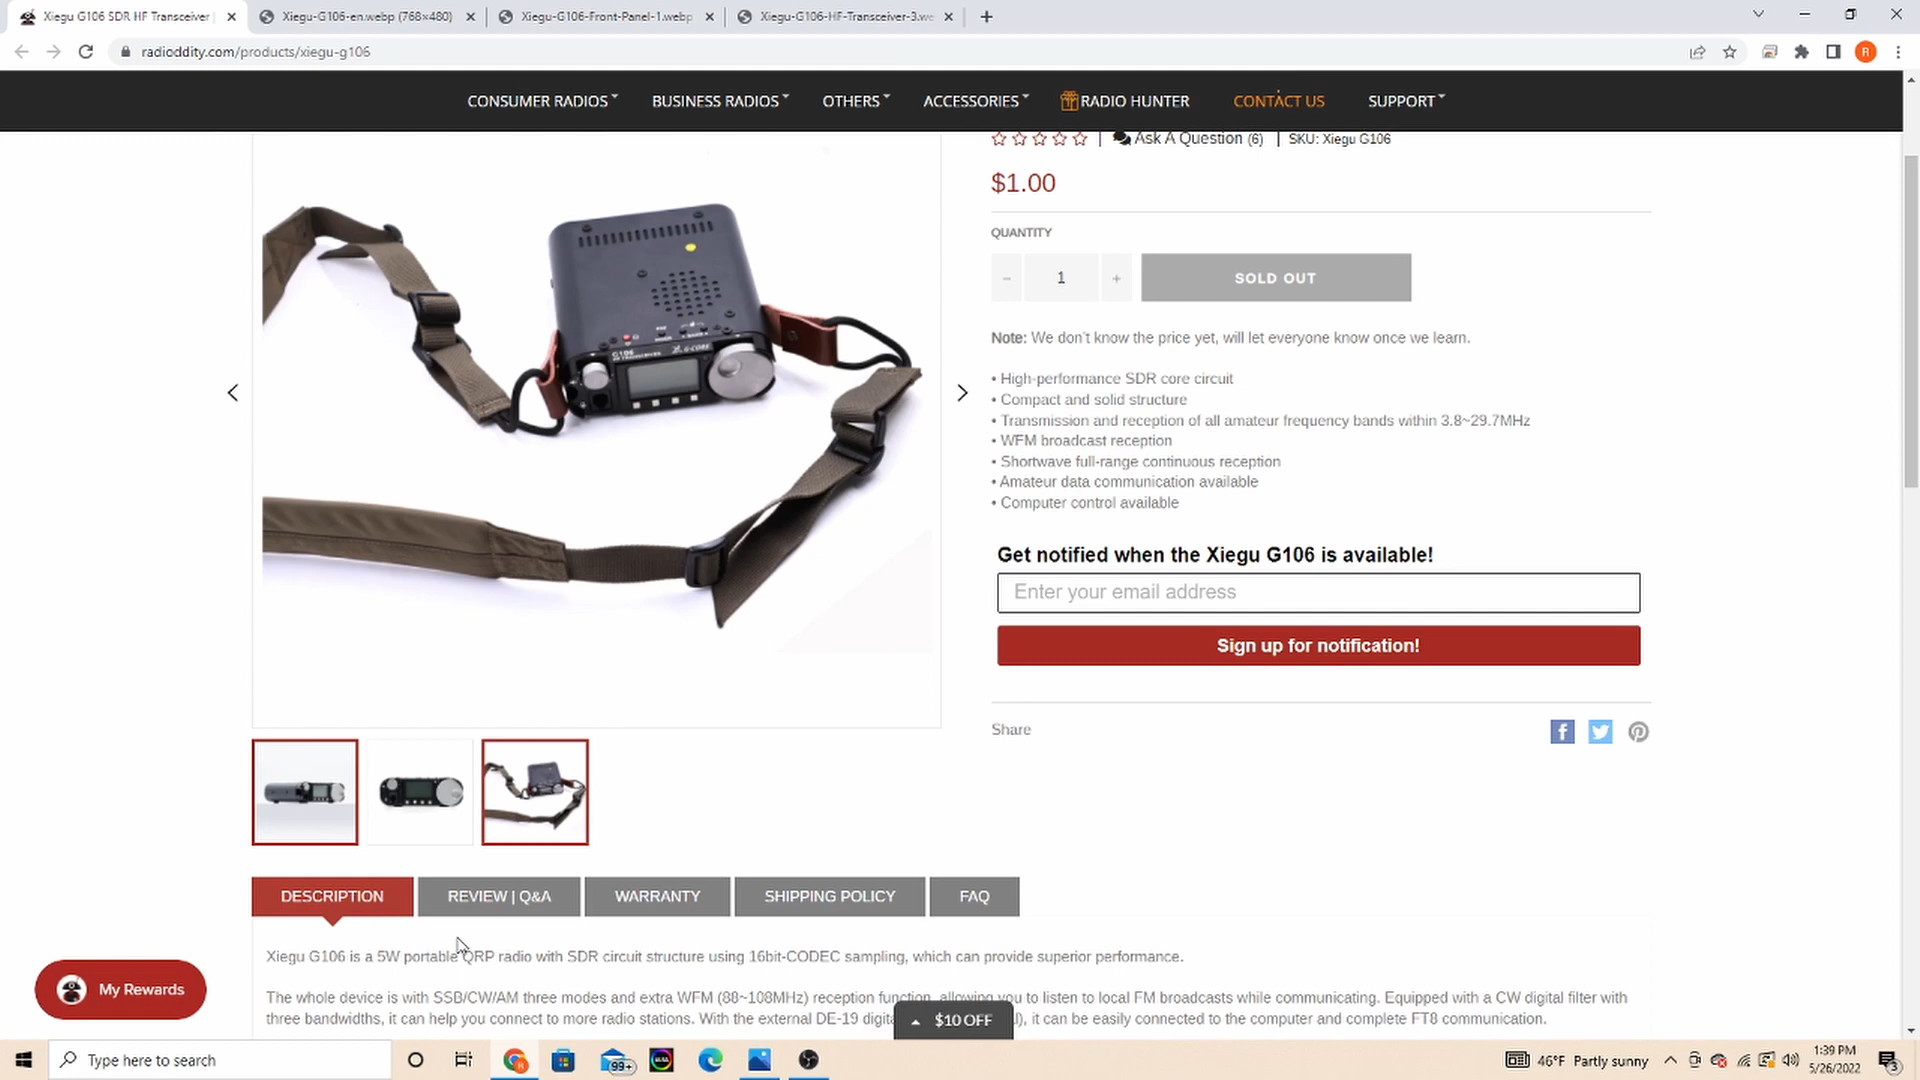 Xiegu G106 SDR HF Transceiver |
Xiegu-G106-en.webp (768×480)
Xiegu-G106-Front-Panel-1.webp
Xiegu-G106-HF-Transceiver-3.we
radioddity.com/products/xiegu-g106
R
CONSUMER RADIOS
BUSINESS RADIOS
OTHERS
ACCESSORIES
RADIO HUNTER
CONTACT US
SUPPORT
| Ask A Question (6) | SKU: Xiegu G106
$1.00
QUANTITY
- 1 + SOLD OUT
Note: We don't know the price yet, will let everyone know once we learn.
• High-performance SDR core circuit
• Compact and solid structure
• Transmission and reception of all amateur frequency bands within 3.8~29.7MHz
• WFM broadcast reception
• Shortwave full-range continuous reception
• Amateur data communication available
• Computer control available
G106
G-CORE
Get notified when the Xiegu G106 is available!
Enter your email address
Sign up for notification!
Share
DESCRIPTION
REVIEW | Q&A
WARRANTY
SHIPPING POLICY
FAQ
Xiegu G106 is a 5W portable QRP radio with SDR circuit structure using 16bit-CODEC sampling, which can provide superior performance.
The whole device is with SSB/CW/AM three modes and extra WFM (88~108MHz) reception function, allowing you to listen to local FM broadcasts while communicating. Equipped with a CW digital filter with
three bandwidths, it can help you connect to more radio stations. With the external DE-19 digita l), it can be easily connected to the computer and complete FT8 communication.
My Rewards
$10 OFF
Type here to search
99+
46°F Partly sunny
1:39 PM
5/26/2022
3